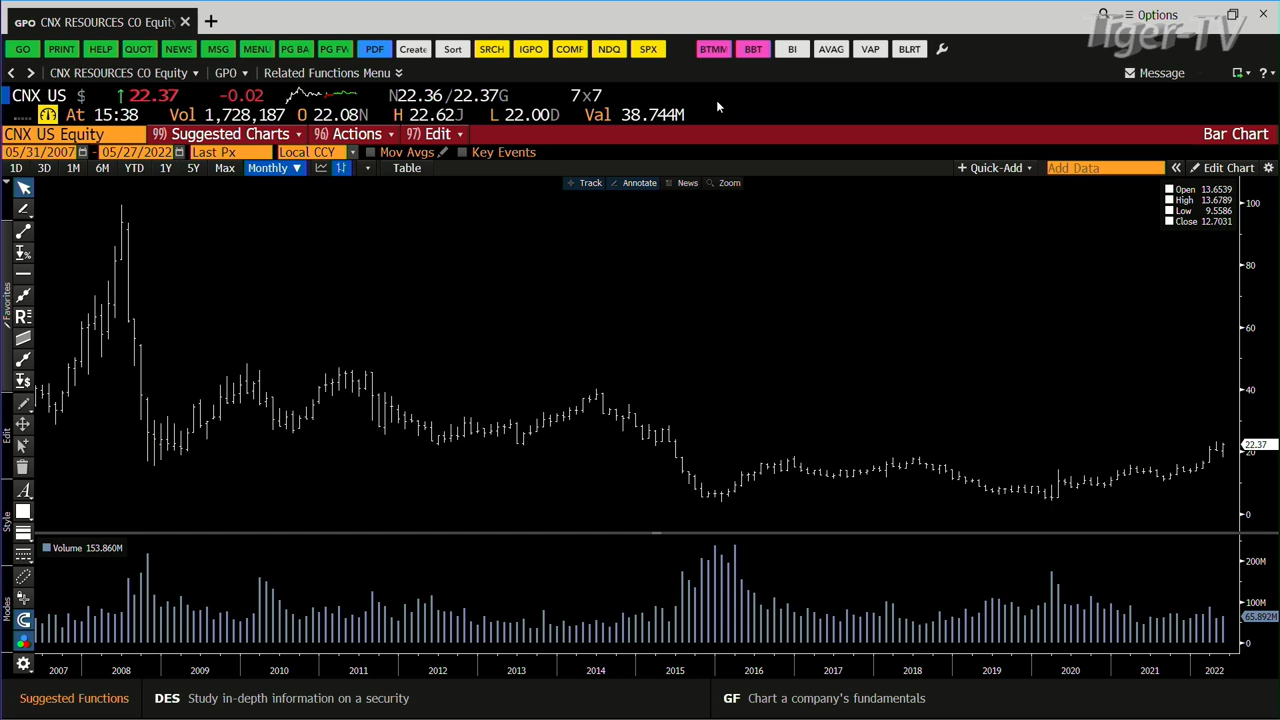 GPO CNX RESOURCES CO Equity × +
Options
Tiger-TV
GO PRINT HELP QUOT NEWS MSG MENU PG BA PG FW PDF Create Sort SRCH IGPO COMF NDQ SPX BTMM BBT BI AVAG VAP BLRT
< > CNX RESOURCES CO Equity GPO Related Functions Menu Message ?
CNX US $ ↑22.37 -0.02 N22.36/22.37G 7x7
At 15:38 Vol 1,728,187 O 22.08N H 22.62J L 22.00D Val 38.744M
CNX US Equity 99) Suggested Charts 96) Actions 97) Edit Bar Chart
05/31/2007 - 05/27/2022 Last Px Local CCY Mov Avgs Key Events
1D 3D 1M 6M YTD 1Y 5Y Max Monthly ▼ Table + Quick-Add Add Data « Edit Chart
Track Annotate News Zoom
Open 13.6539
High 13.6789
Low 9.5586
Close 12.7031
100
80
60
40
22.37
20
0
Favorites
Edit
Style
Modes
Volume 153.860M
200M
100M
65.892M
0
2007 2008 2009 2010 2011 2012 2013 2014 2015 2016 2017 2018 2019 2020 2021 2022
Suggested Functions DES Study in-depth information on a security GF Chart a company's fundamentals